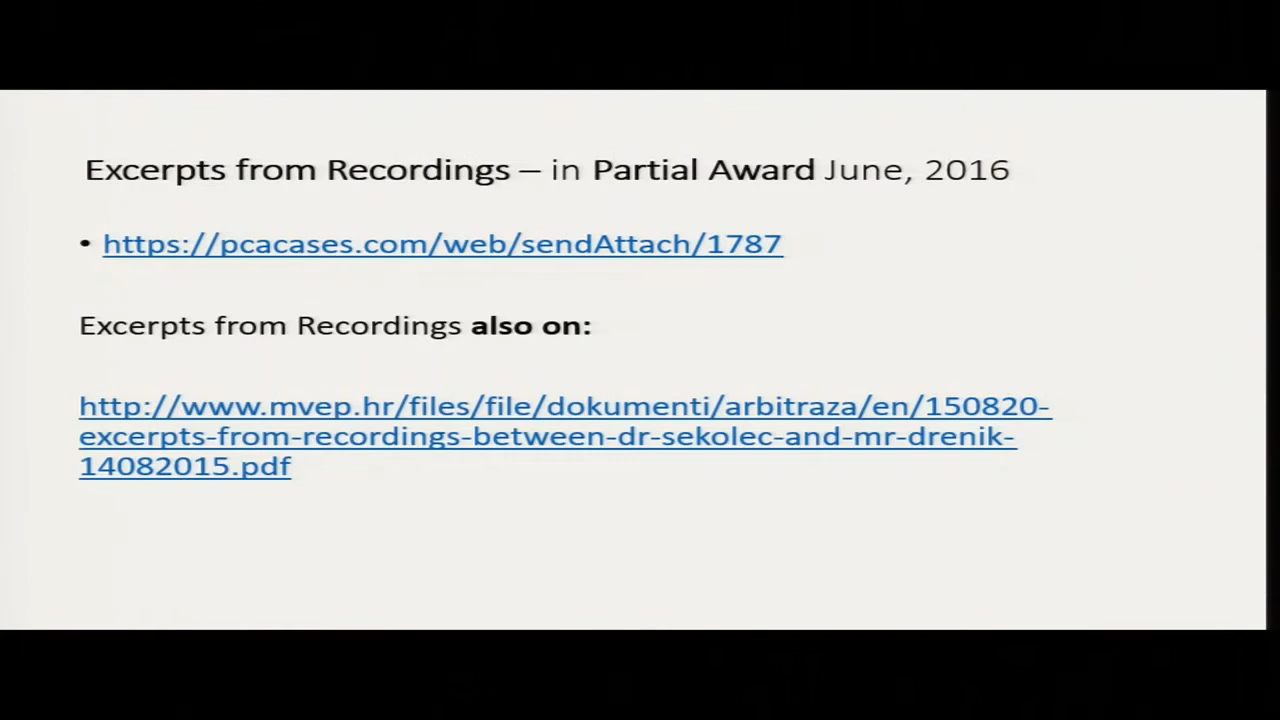 Excerpts from Recordings – in Partial Award June, 2016
• https://pcacases.com/web/sendAttach/1787
Excerpts from Recordings also on:
http://www.mvep.hr/files/file/dokumenti/arbitraza/en/150820-
excerpts-from-recordings-between-dr-sekolec-and-mr-drenik-
14082015.pdf